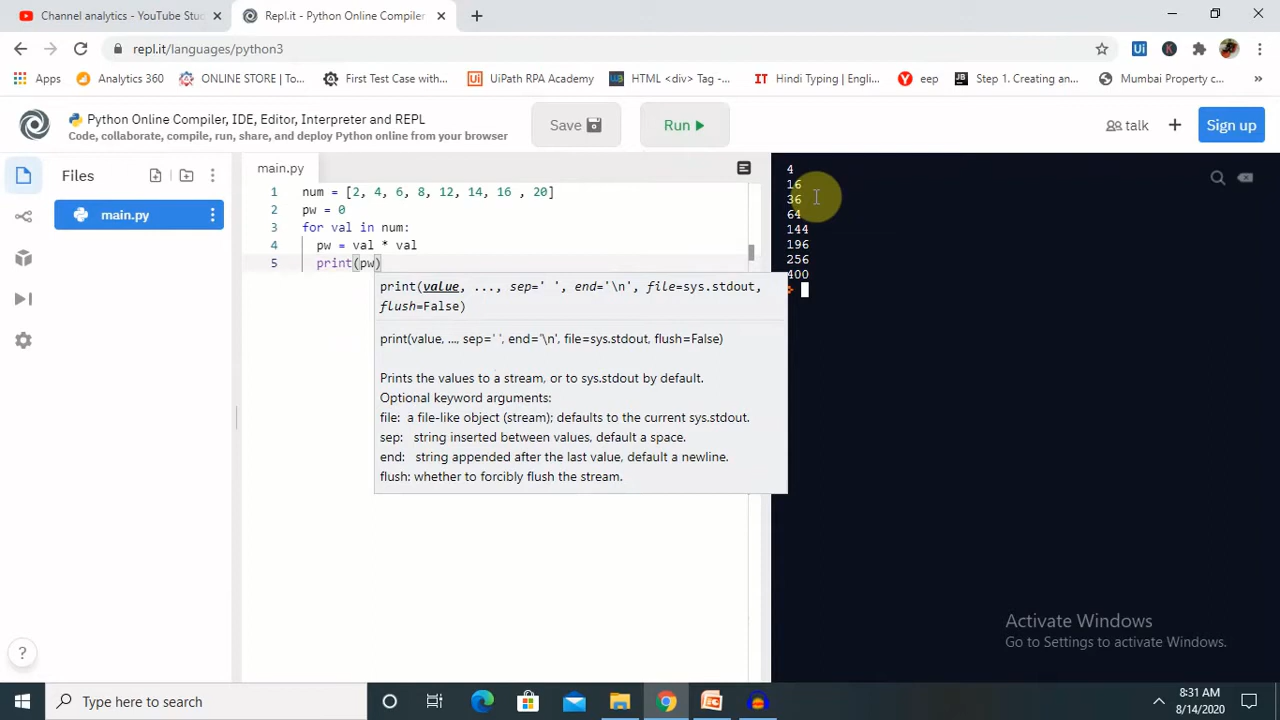 Channel analytics - YouTube Stu
Repl.it - Python Online Compiler
repl.it/languages/python3
Apps
Analytics 360
ONLINE STORE | To...
First Test Case with...
UiPath RPA Academy
HTML <div> Tag -...
Hindi Typing | Engli...
eep
Step 1. Creating an...
Mumbai Property c...
Python Online Compiler, IDE, Editor, Interpreter and REPL
Code, collaborate, compile, run, share, and deploy Python online from your browser
Save
Run
talk
Sign up
Files
main.py
main.py
1 num = [2, 4, 6, 8, 12, 14, 16 , 20]
2 pw = 0
3 for val in num:
4 pw = val * val
5 print(pw)
print(value, ..., sep=' ', end='\n', file=sys.stdout,
flush=False)
print(value, ..., sep=' ', end='\n', file=sys.stdout, flush=False)
Prints the values to a stream, or to sys.stdout by default.
Optional keyword arguments:
file: a file-like object (stream); defaults to the current sys.stdout.
sep: string inserted between values, default a space.
end: string appended after the last value, default a newline.
flush: whether to forcibly flush the stream.
4
16
36
64
144
196
256
400
Activate Windows
Go to Settings to activate Windows.
Type here to search
8:31 AM
8/14/2020